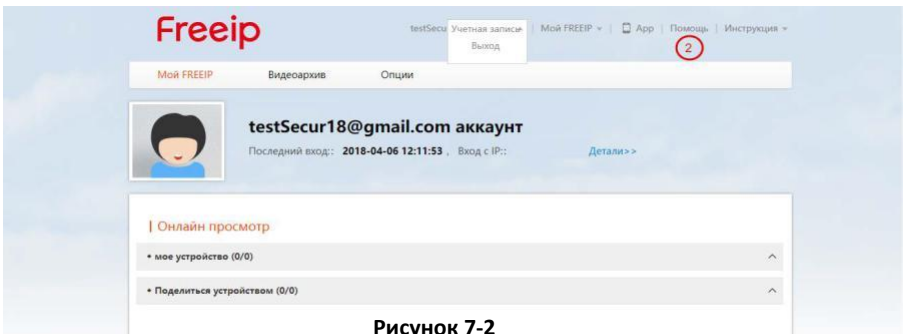 Freeip
testSecu Учетная записи | Мой FREEIP | App | Помощь | Инструкция
Выход
2
Мой FREEIP Видеоархив Опции
testSecur18@gmail.com аккаунт
Последний вход:: 2018-04-06 12:11:53 , Вход с IP:: Детали>>
| Онлайн просмотр
• мое устройство (0/0)
• Поделиться устройством (0/0)
Рисунок 7-2